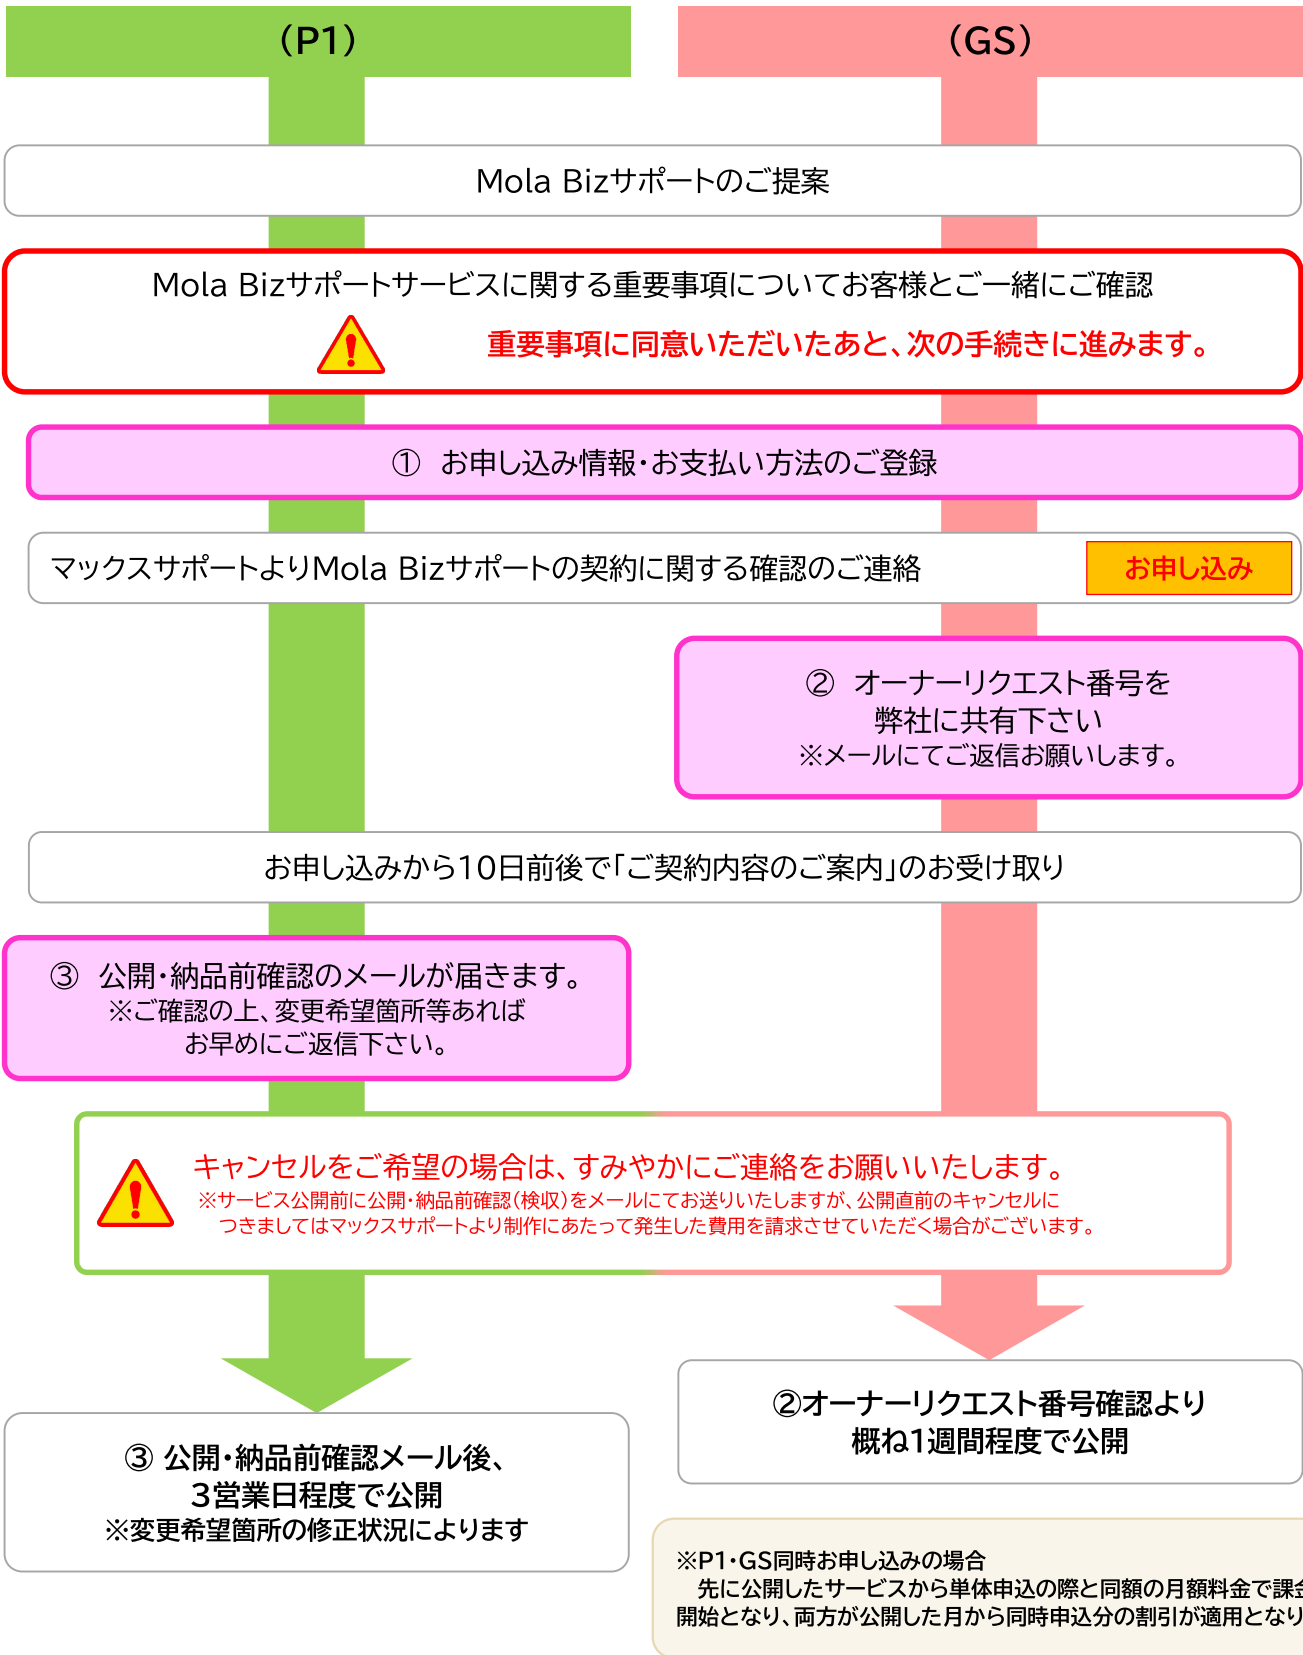 （P1）
（GS）
Mola Bizサポートのご提案
Mola Bizサポートサービスに関する重要事項についてお客様とご一緒にご確認
重要事項に同意いただいたあと、次の手続きに進みます。
① お申し込み情報・お支払い方法のご登録
マックスサポートよりMola Bizサポートの契約に関する確認のご連絡
お申し込み
② オーナーリクエスト番号を
弊社に共有下さい
※メールにてご返信お願いします。
お申し込みから10日前後で「ご契約内容のご案内」のお受け取り
③ 公開・納品前確認のメールが届きます。
※ご確認の上、変更希望箇所等あれば
お早めにご返信下さい。
キャンセルをご希望の場合は、すみやかにご連絡をお願いいたします。
※サービス公開前に公開・納品前確認（検収）をメールにてお送りいたしますが、公開直前のキャンセルに
つきましてはマックスサポートより制作にあたって発生した費用を請求させていただく場合がございます。
②オーナーリクエスト番号確認より
概ね1週間程度で公開
③ 公開・納品前確認メール後、
3営業日程度で公開
※変更希望箇所の修正状況によります
※P1・GS同時お申し込みの場合
先に公開したサービスから単体申込の際と同額の月額料金で課金
開始となり、両方が公開した月から同時申込分の割引が適用となり